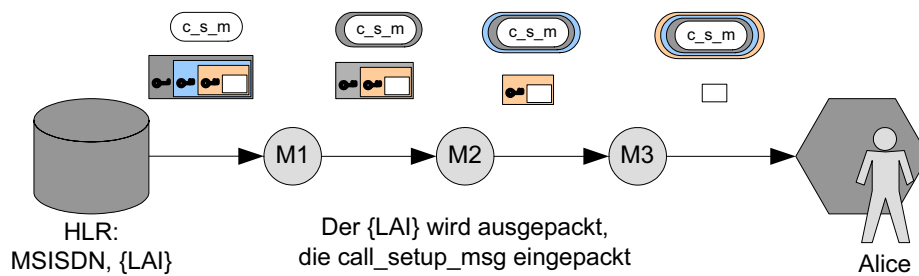 c_s_m
c_s_m
c_s_m
c_s_m
M1
M2
M3
HLR:
MSISDN, {LAI}
Der {LAI} wird ausgepackt,
die call_setup_msg eingepackt
Alice